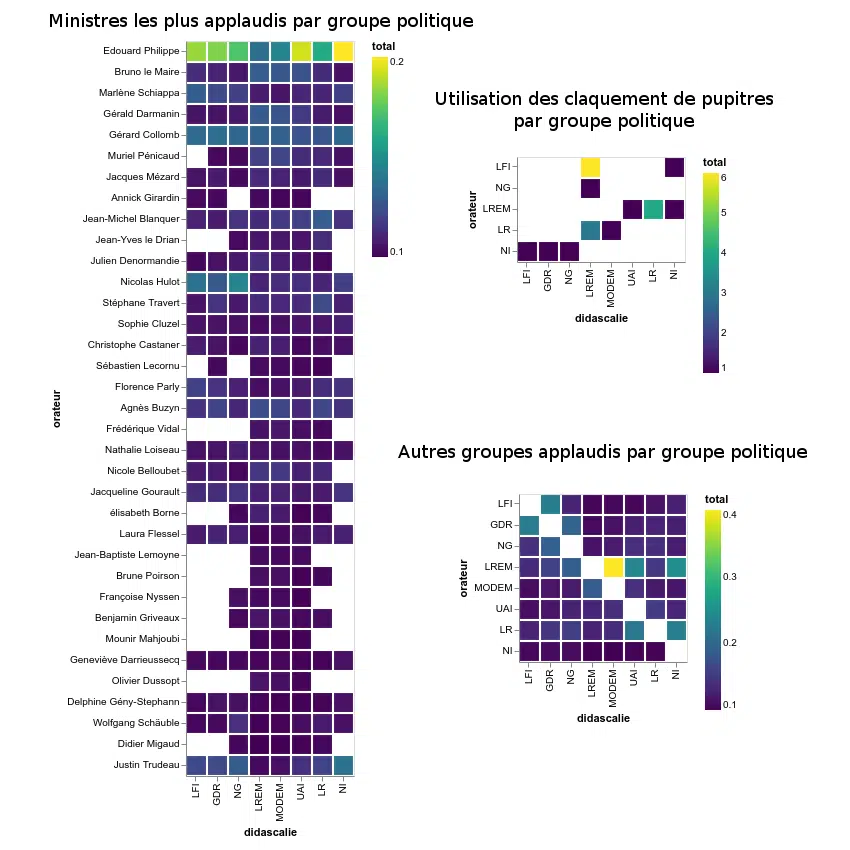 Ministres les plus applaudis par groupe politique
orateur
Edouard Philippe
Bruno le Maire
Marlène Schiappa
Gérald Darmanin
Gérard Collomb
Muriel Pénicaud
Jacques Mézard
Annick Girardin
Jean-Michel Blanquer
Jean-Yves le Drian
Julien Denormandie
Nicolas Hulot
Stéphane Travert
Sophie Cluzel
Christophe Castaner
Sébastien Lecornu
Florence Parly
Agnès Buzyn
Frédérique Vidal
Nathalie Loiseau
Nicole Belloubet
Jacqueline Gourault
élisabeth Borne
Laura Flessel
Jean-Baptiste Lemoyne
Brune Poirson
Françoise Nyssen
Benjamin Griveaux
Mounir Mahjoubi
Geneviève Darrieussecq
Olivier Dussopt
Delphine Gény-Stephann
Wolfgang Schäuble
Didier Migaud
Justin Trudeau
LFI GDR NG LREM MODEM UAI LR NI
didascalie
total
0.2
0.1
Utilisation des claquement de pupitres
par groupe politique
orateur
LFI
NG
LREM
LR
NI
LFI GDR NG LREM MODEM UAI LR NI
didascalie
total
6
5
4
3
2
1
Autres groupes applaudis par groupe politique
orateur
LFI
GDR
NG
LREM
MODEM
UAI
LR
NI
LFI GDR NG LREM MODEM UAI LR NI
didascalie
total
0.4
0.3
0.2
0.1